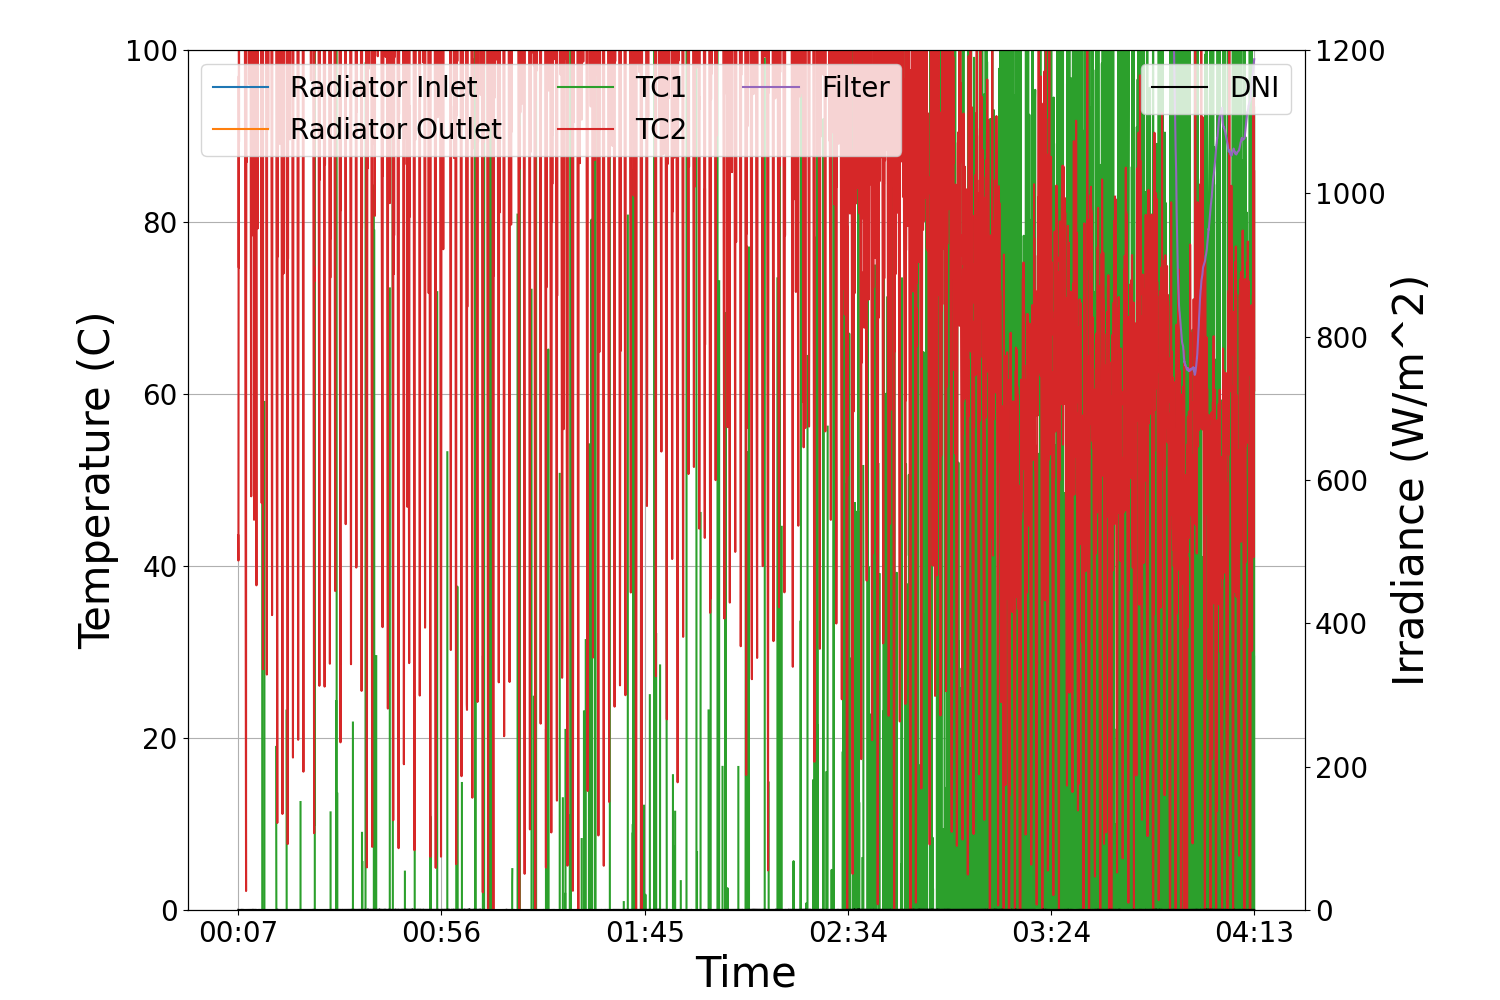 Radiator Inlet
Radiator Outlet
TC1
TC2
Filter
DNI
100
80
60
40
20
0
Temperature (C)
1200
1000
800
600
400
200
0
Irradiance (W/m^2)
00:07 00:56 01:45 02:34 03:24 04:13
Time